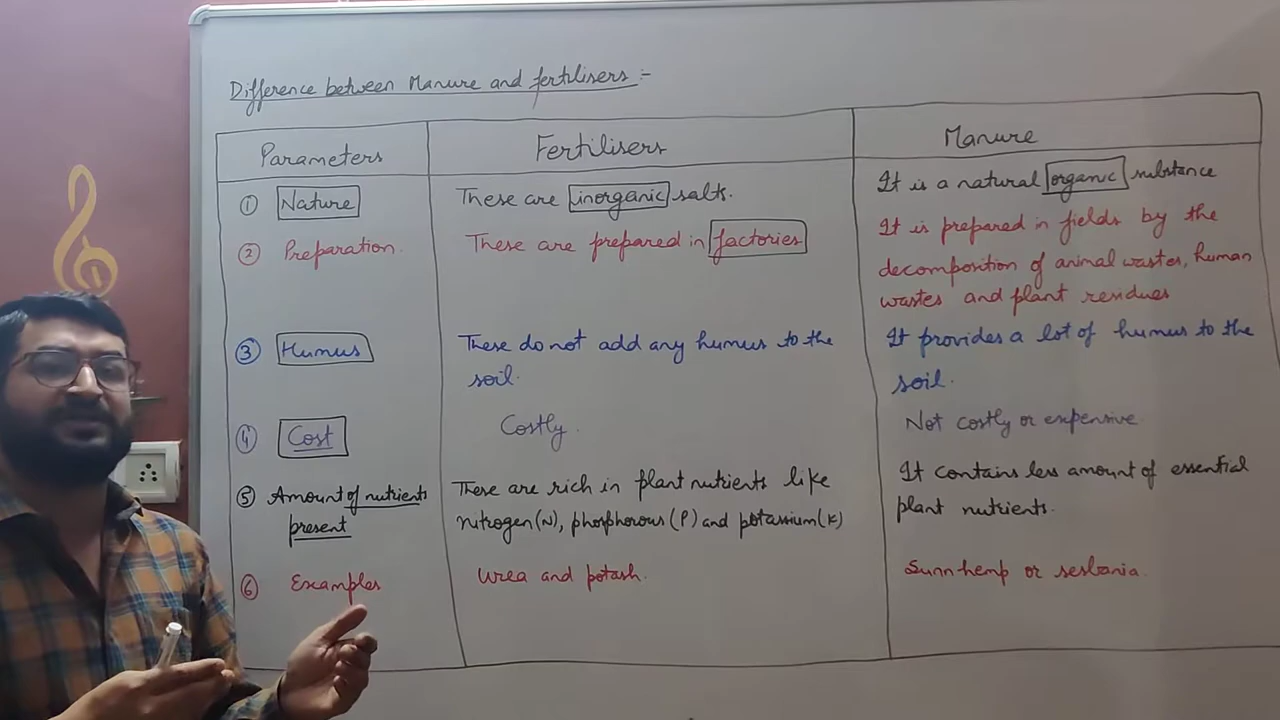 Difference between Manure and fertilisers :-
Parameters
Fertilisers
Manure
① Nature
These are inorganic salts.
It is a natural organic substance
② Preparation.
These are prepared in factories
It is prepared in fields by the
decomposition of animal wastes, human
wastes and plant residues
③ Humus
These do not add any humus to the
soil.
It provides a lot of humus to the
soil.
④ Cost
Costly.
Not costly or expensive
⑤ Amount of nutrients
present
These are rich in plant nutrients like
nitrogen(N), phosphorous (P) and potassium(K)
It contains less amount of essential
plant nutrients.
⑥ Examples
Urea and potash.
Sunnhemp or sesbania.